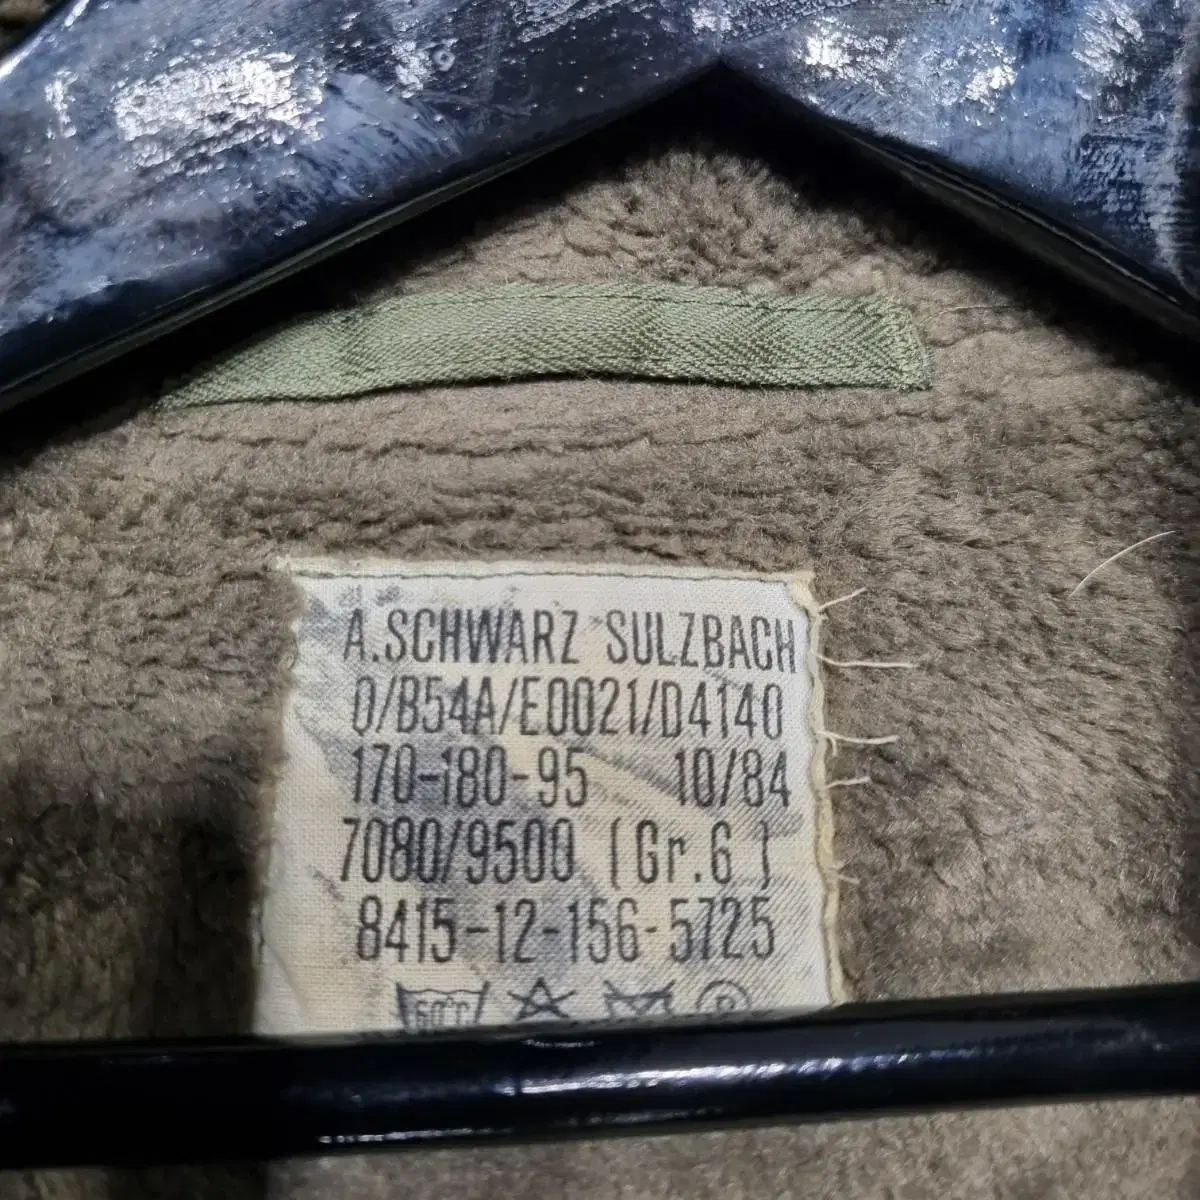 A.SCHWARZ SULZBACH
0/B54A/E0021/D4140
170-180-95 10/84
7080/9500 [Gr.6]
8415-12-156-5725
60°C
P